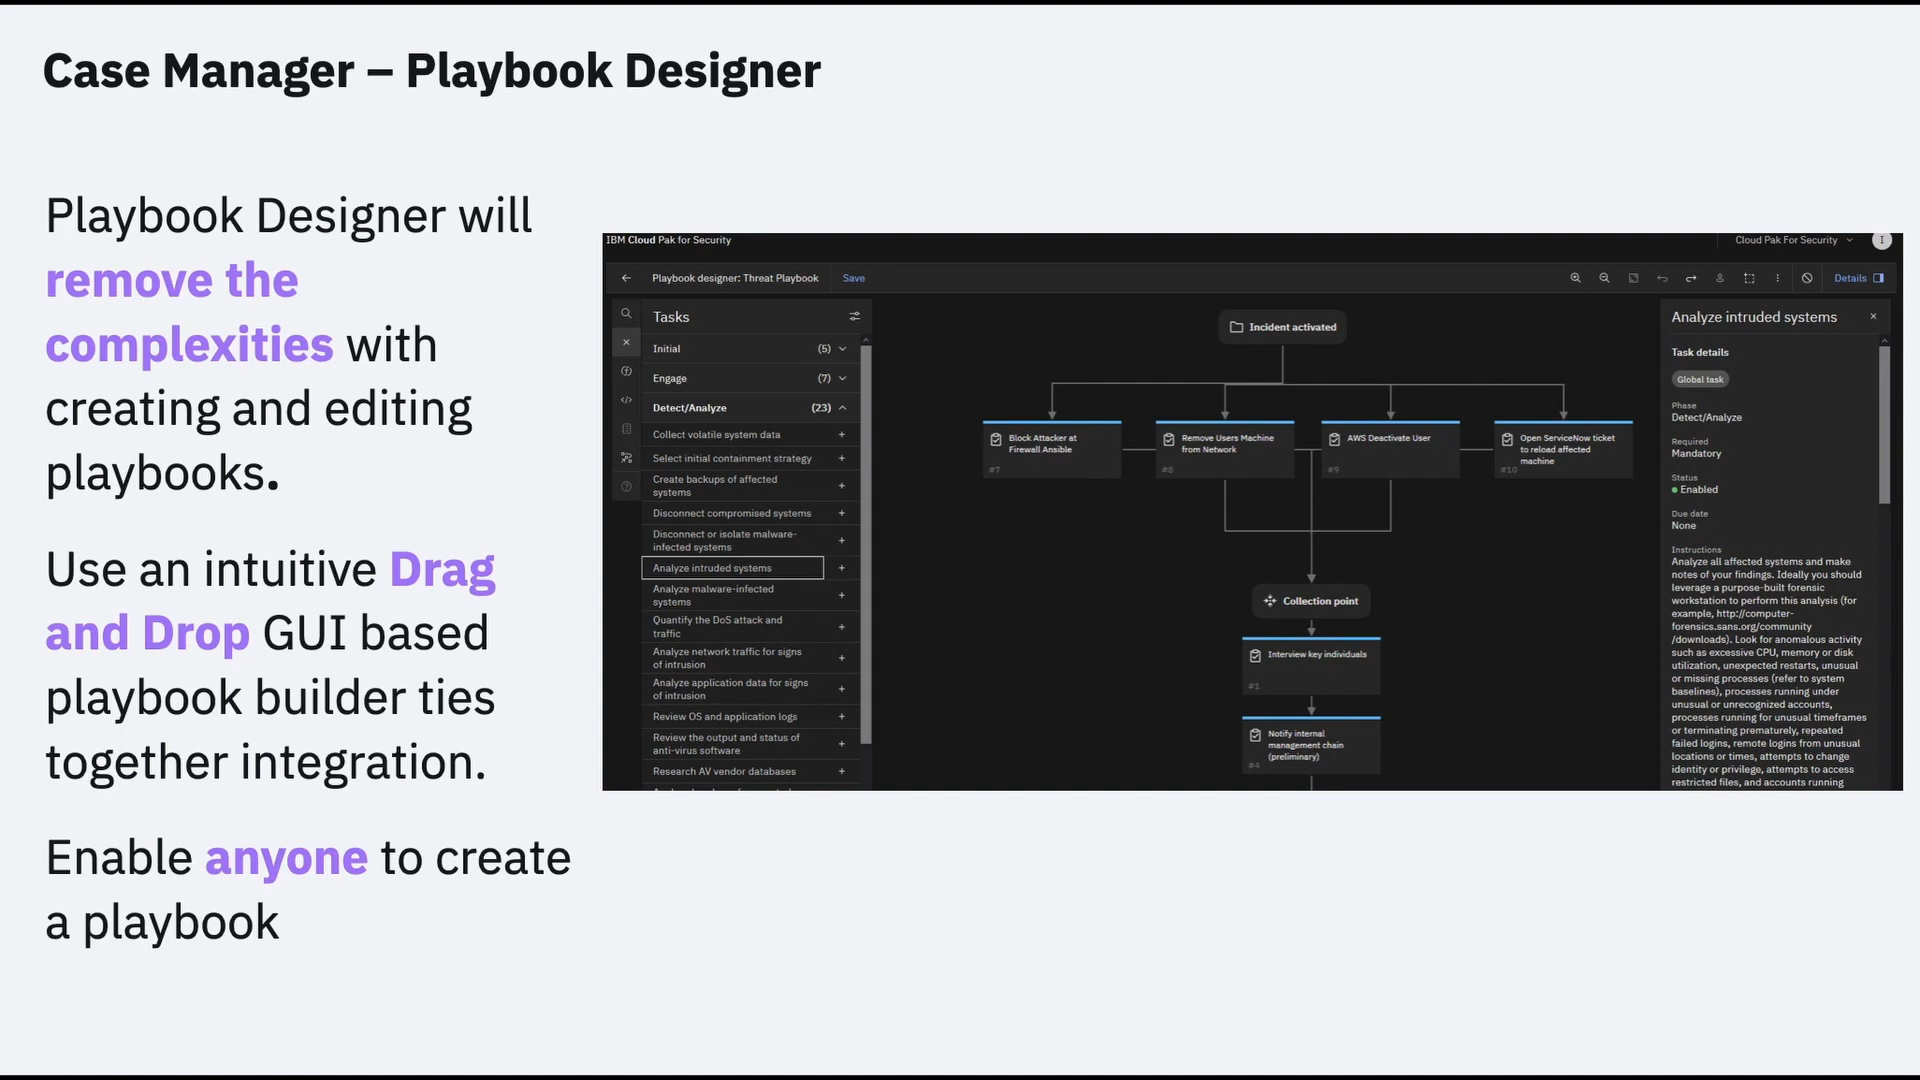 Case Manager – Playbook Designer
Playbook Designer will
remove the
complexities with
creating and editing
playbooks.
Use an intuitive Drag
and Drop GUI based
playbook builder ties
together integration.
Enable anyone to create
a playbook
IBM Cloud Pak for Security
Cloud Pak For Security
I
Playbook designer: Threat Playbook
Save
Details
Tasks
Initial (5)
Engage (7)
Detect/Analyze (23)
Collect volatile system data
Select initial containment strategy
Create backups of affected
systems
Disconnect compromised systems
Disconnect or isolate malware-
infected systems
Analyze intruded systems
Analyze malware-infected
systems
Quantify the DoS attack and
traffic
Analyze network traffic for signs
of intrusion
Analyze application data for signs
of intrusion
Review OS and application logs
Review the output and status of
anti-virus software
Research AV vendor databases
Incident activated
Block Attacker at
Firewall Ansible
#7
Remove Users Machine
from Network
#8
AWS Deactivate User
#9
Open ServiceNow ticket
to reload affected
machine
#10
Collection point
Interview key individuals
#1
Notify internal
management chain
(preliminary)
#4
Analyze intruded systems
Task details
Global task
Phase
Detect/Analyze
Required
Mandatory
Status
Enabled
Due date
None
Instructions
Analyze all affected systems and make
notes of your findings. Ideally you should
leverage a purpose-built forensic
workstation to perform this analysis (for
example, http://computer-
forensics.sans.org/community
/downloads). Look for anomalous activity
such as excessive CPU, memory or disk
utilization, unexpected restarts, unusual
or missing processes (refer to system
baselines), processes running under
unusual or unrecognized accounts,
processes running for unusual timeframes
or terminating prematurely, repeated
failed logins, remote logins from unusual
locations or times, attempts to change
identity or privilege, attempts to access
restricted files, and accounts running